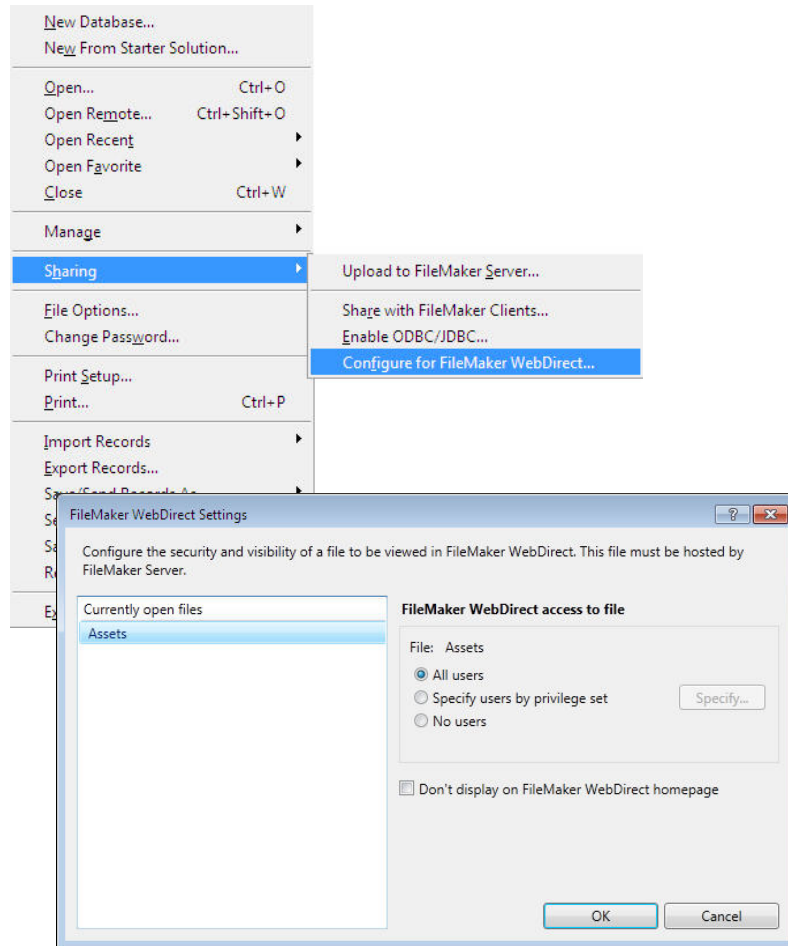 New Database...
New From Starter Solution...
Open... Ctrl+O
Open Remote... Ctrl+Shift+O
Open Recent
Open Favorite
Close Ctrl+W
Manage
Sharing
Upload to FileMaker Server...
Share with FileMaker Clients...
Enable ODBC/JDBC...
Configure for FileMaker WebDirect...
File Options...
Change Password...
Print Setup...
Print... Ctrl+P
Import Records
Export Records...
FileMaker WebDirect Settings
Configure the security and visibility of a file to be viewed in FileMaker WebDirect. This file must be hosted by
FileMaker Server.
Currently open files
Assets
FileMaker WebDirect access to file
File: Assets
All users
Specify users by privilege set
Specify...
No users
Don't display on FileMaker WebDirect homepage
OK
Cancel